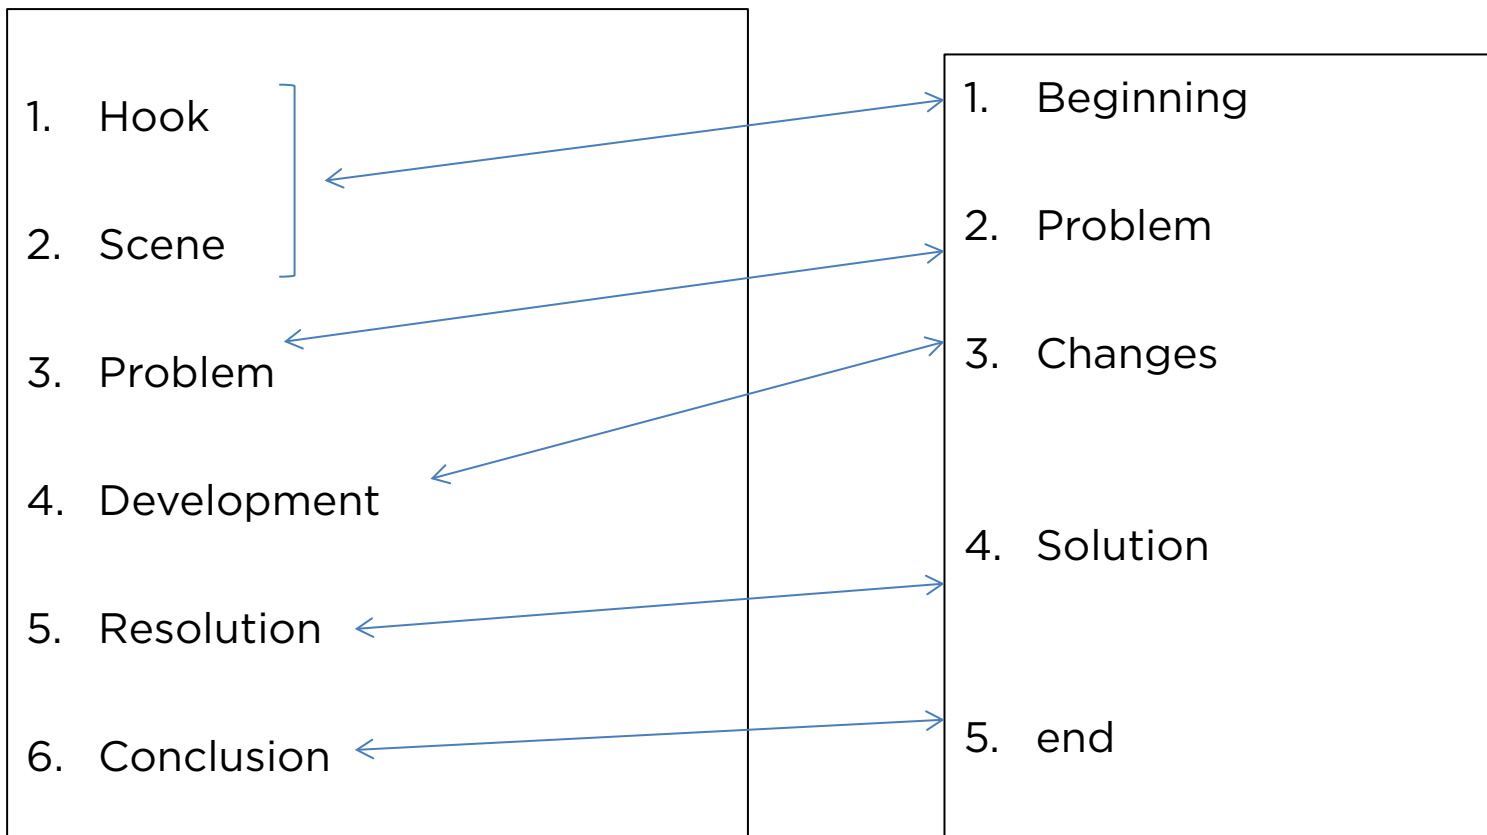 1. Hook
2. Scene
3. Problem
4. Development
5. Resolution
6. Conclusion
1. Beginning
2. Problem
3. Changes
4. Solution
5. end